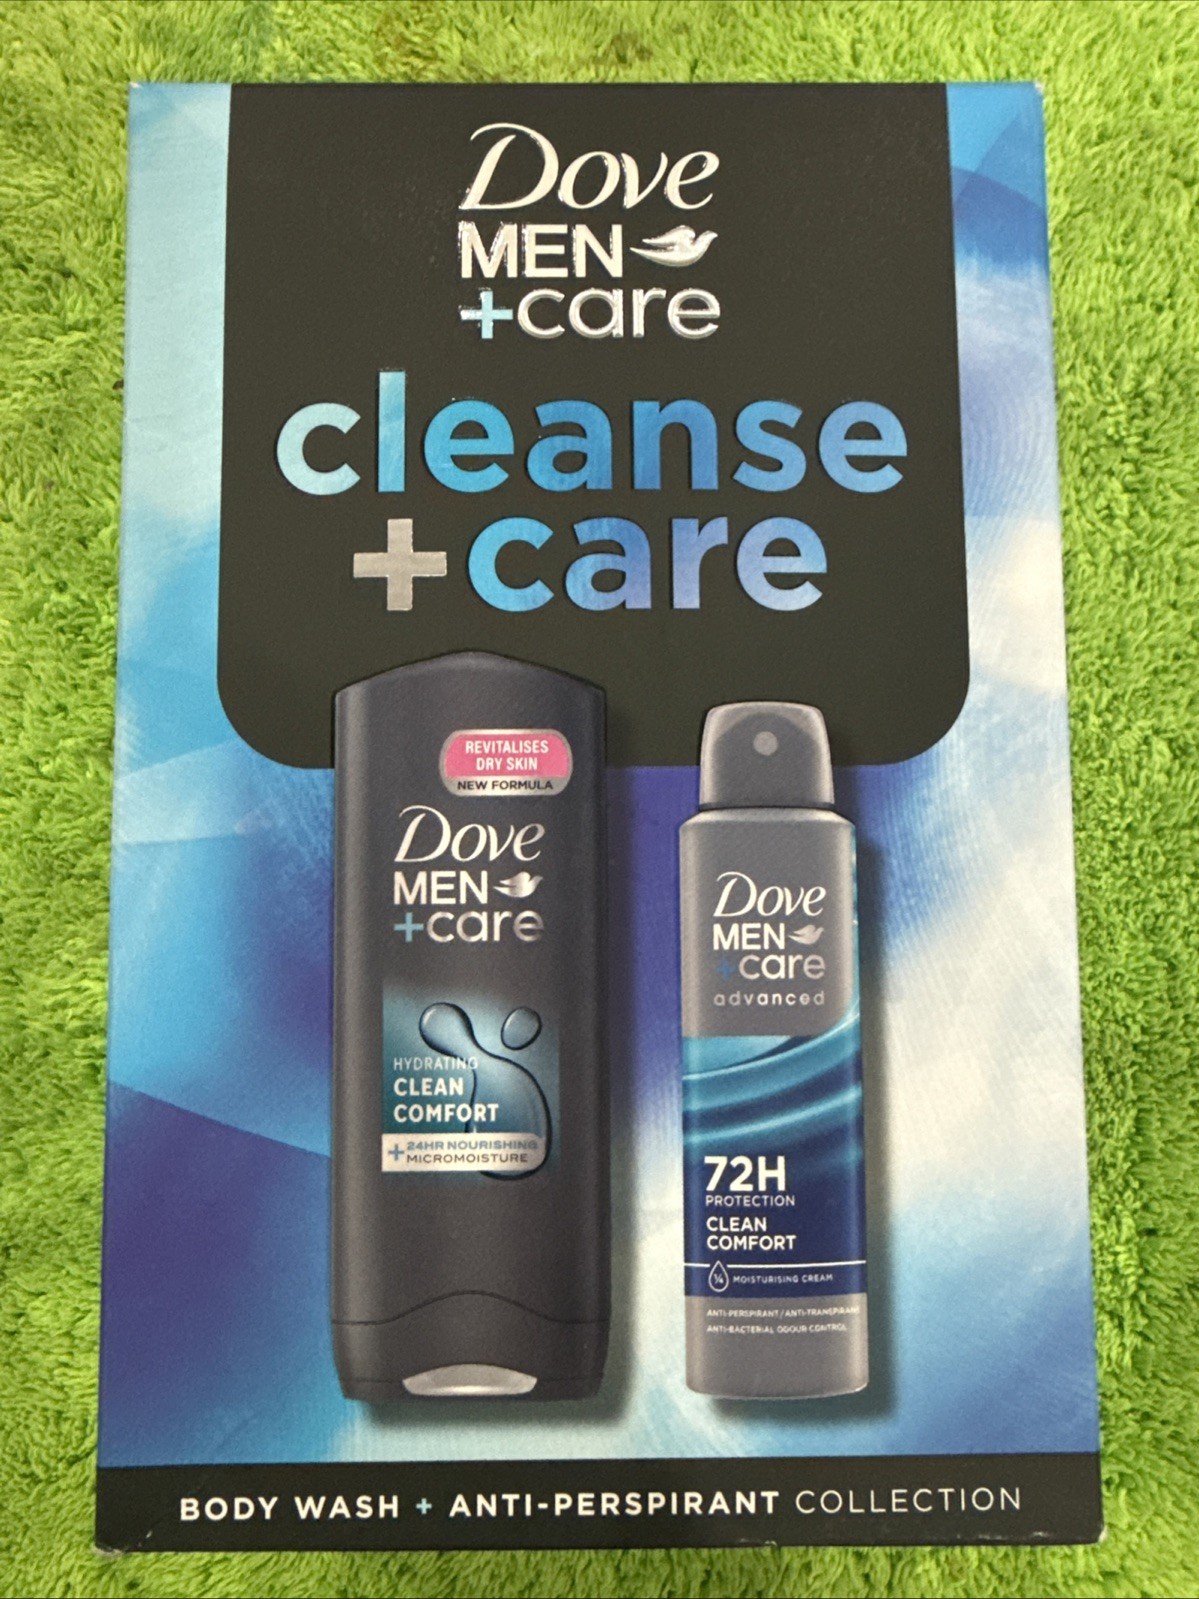 Dove
MEN
+care
cleanse
+care
REVITALISES
DRY SKIN
NEW FORMULA
Dove
MEN
+care
HYDRATING
CLEAN
COMFORT
+ 24HR NOURISHING
MICROMOISTURE
Dove
MEN
+care
advanced
72H
PROTECTION
CLEAN
COMFORT
¼ MOISTURISING CREAM
ANTI-PERSPIRANT/ANTI-TRANSPIRANT
ANTI-BACTERIAL ODOUR CONTROL
BODY WASH + ANTI-PERSPIRANT COLLECTION